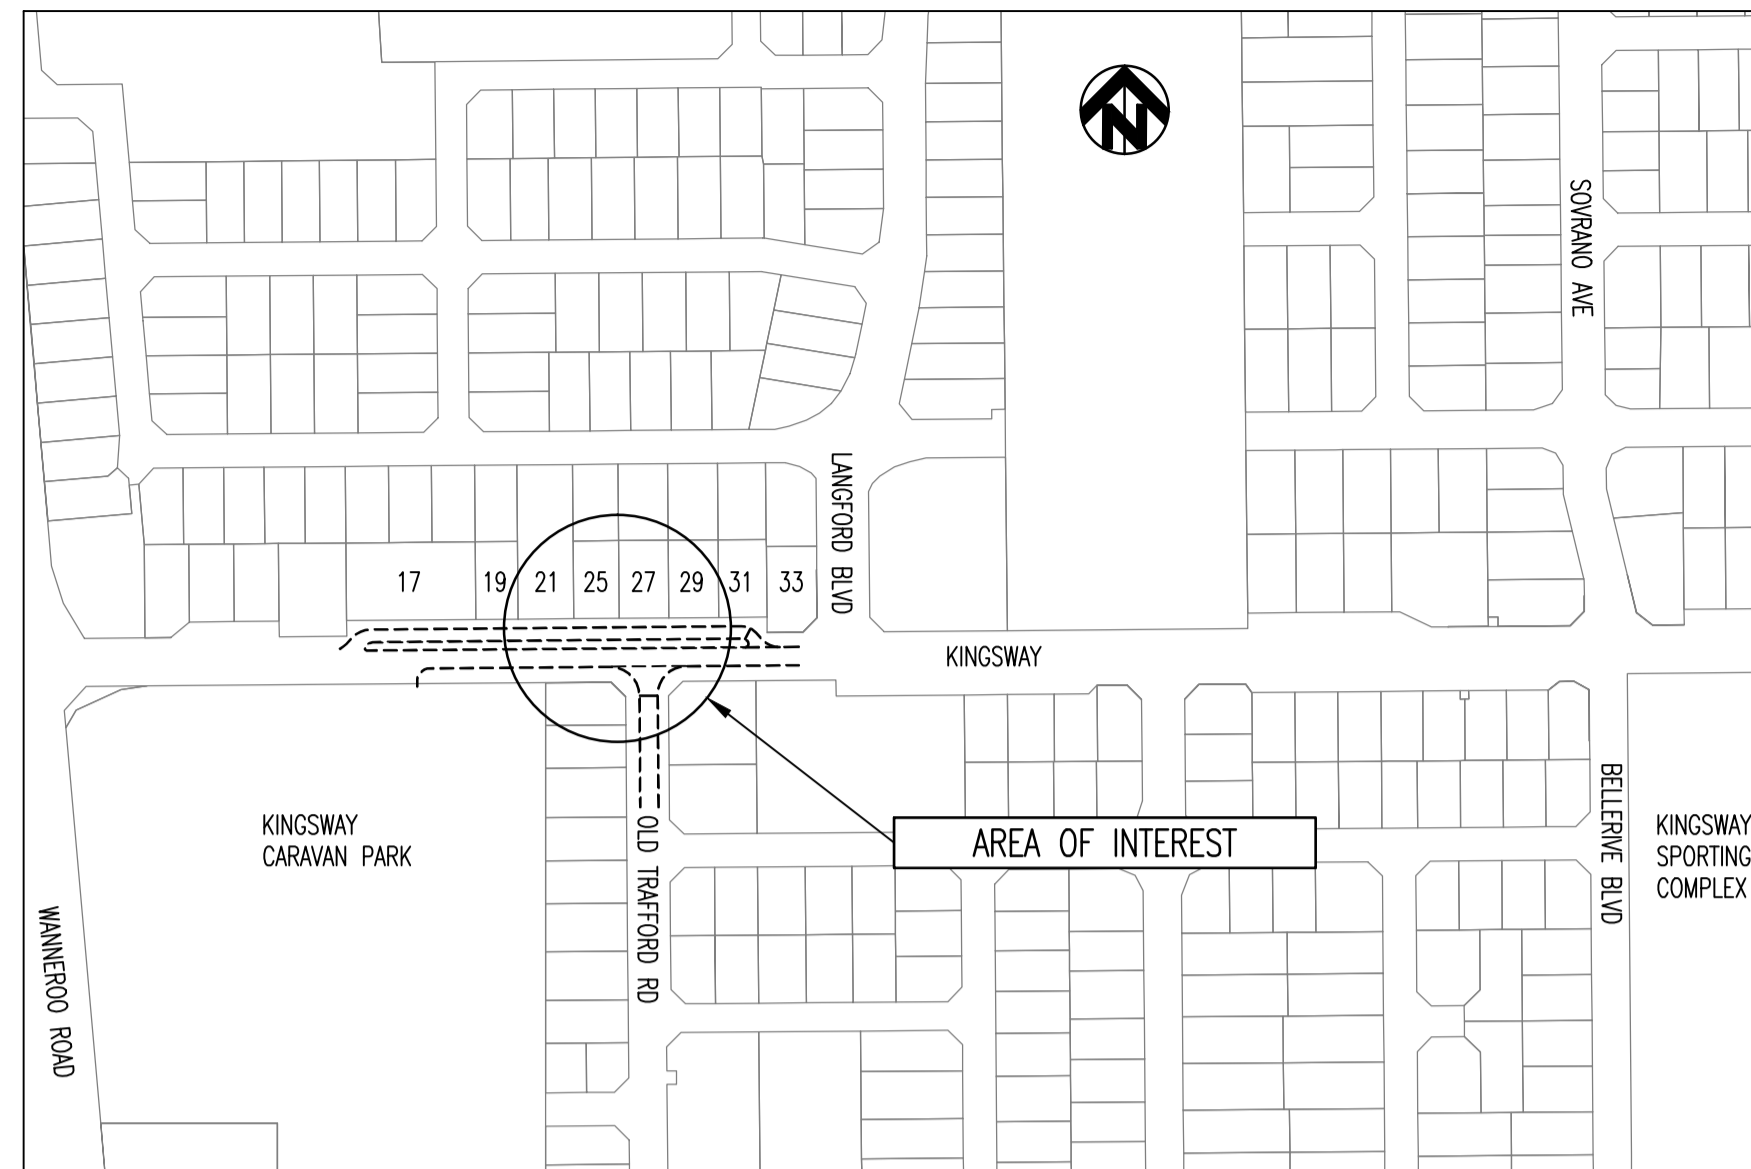 N
SOVRANO AVE
LANGFORD BLVD
17 19 21 25 27 29 31 33
KINGSWAY
AREA OF INTEREST
KINGSWAY
CARAVAN PARK
OLD TRAFFORD RD
BELLERIVE BLVD
KINGSWAY
SPORTING
COMPLEX
WANNEROO ROAD